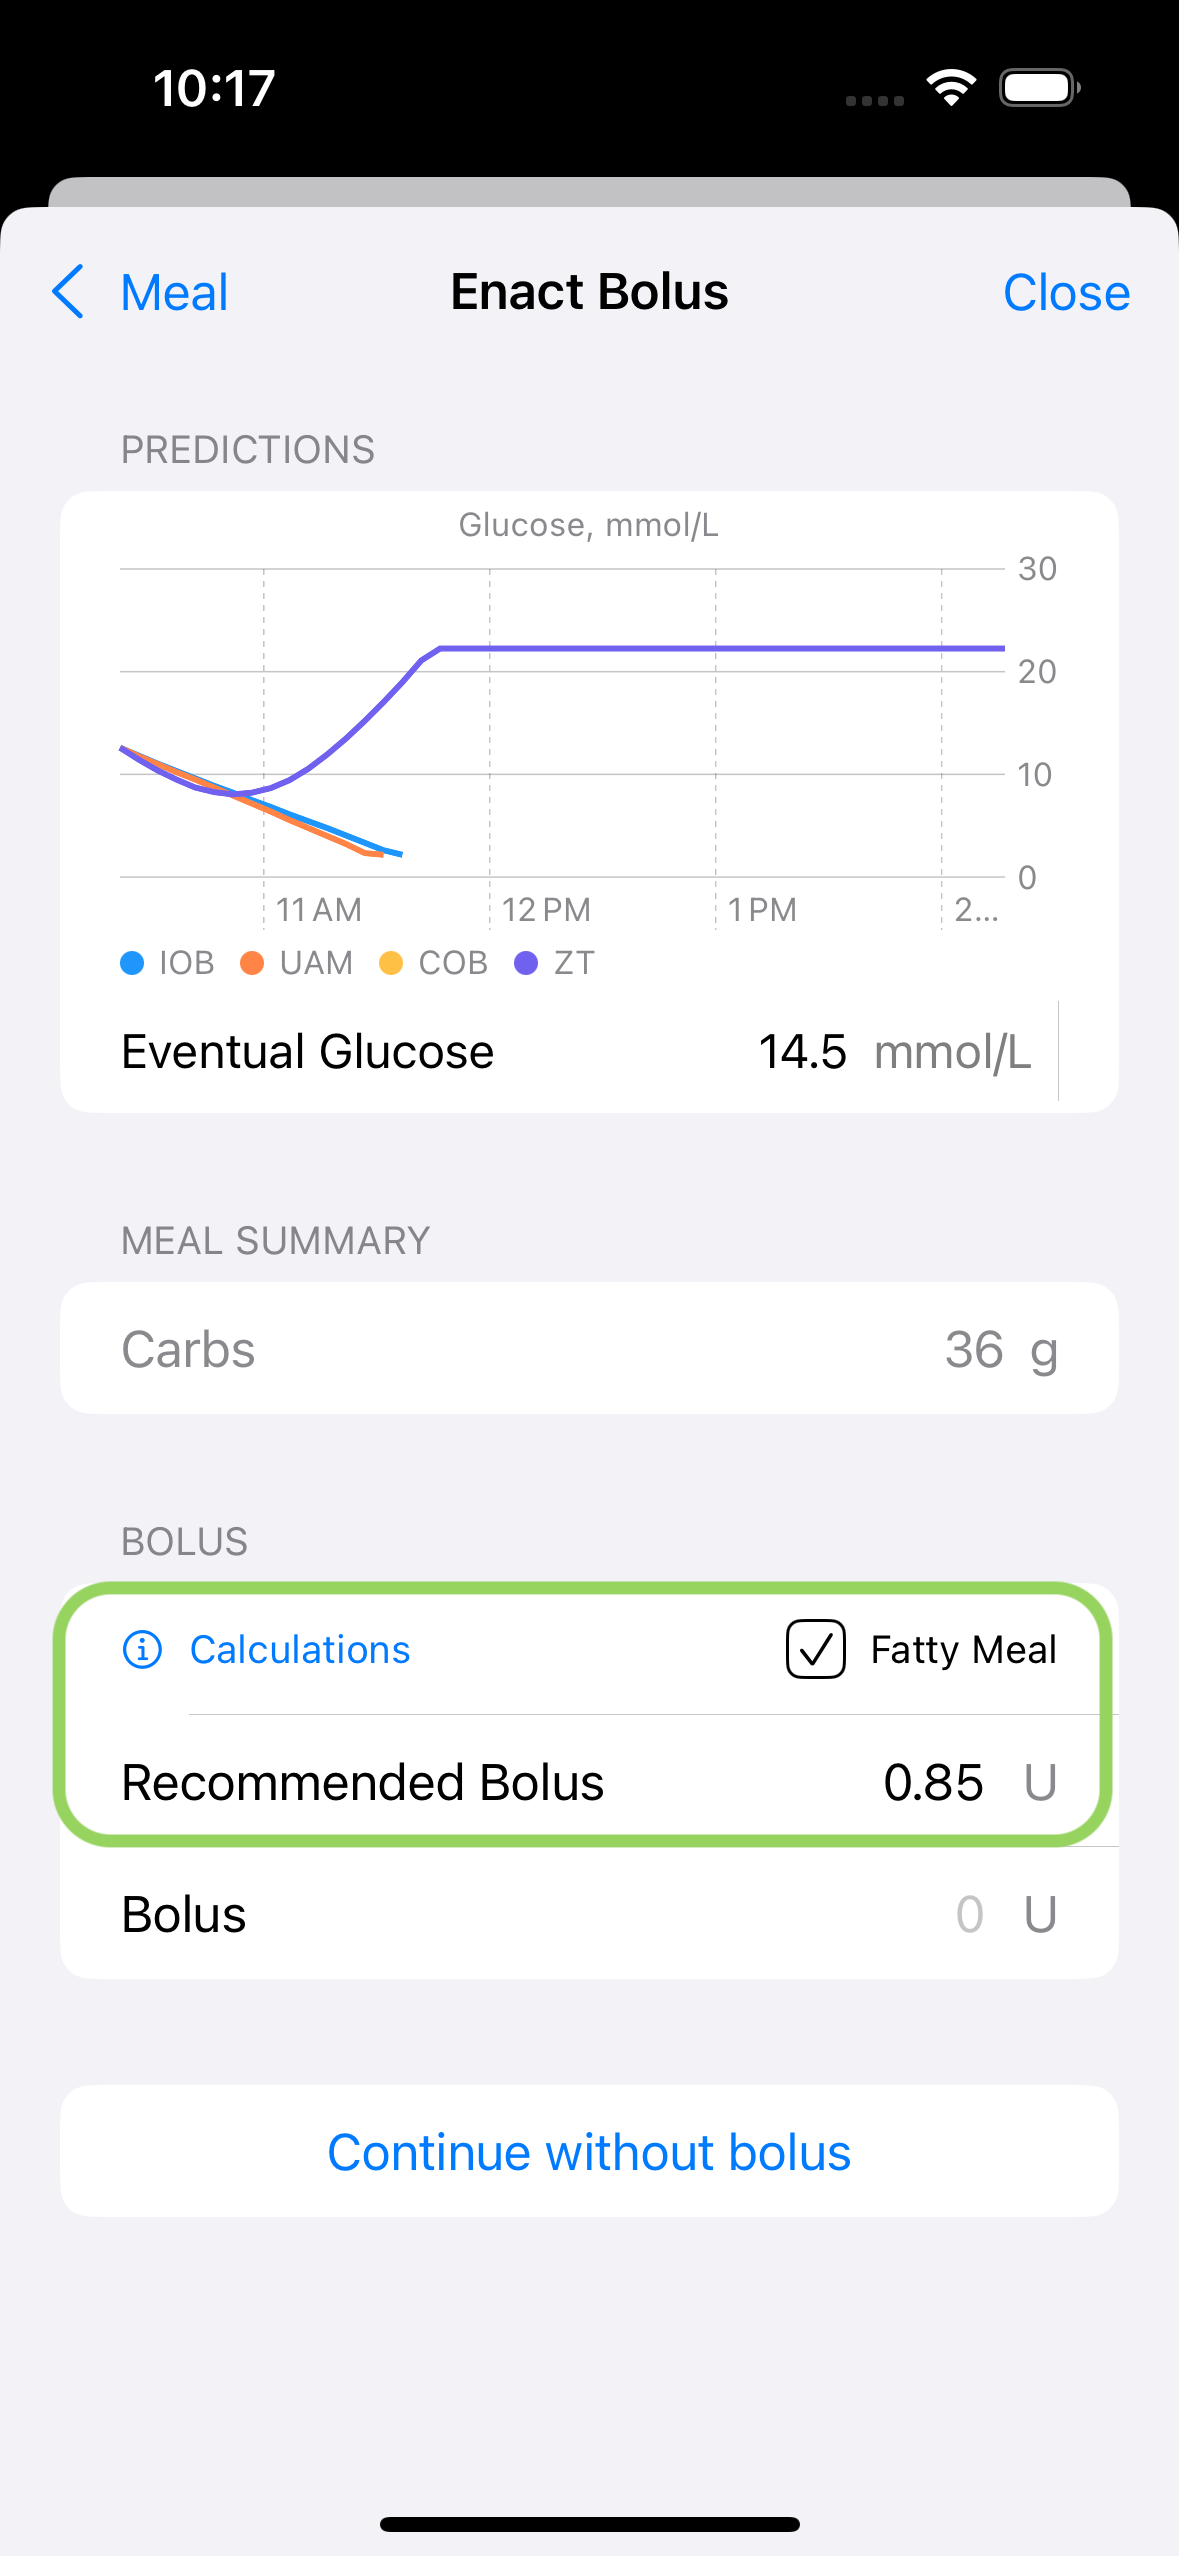 10:17
Meal Enact Bolus Close
PREDICTIONS
Glucose, mmol/L
30
20
10
0
11 AM 12 PM 1 PM 2...
IOB UAM COB ZT
Eventual Glucose 14.5 mmol/L
MEAL SUMMARY
Carbs 36 g
BOLUS
Calculations Fatty Meal
Recommended Bolus 0.85 U
Bolus 0 U
Continue without bolus